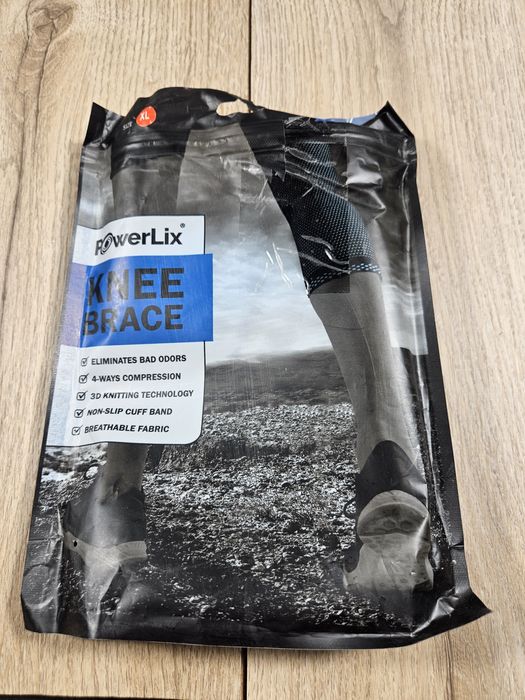 SIZE XL
PowerLix®
KNEE
BRACE
ELIMINATES BAD ODORS
4-WAYS COMPRESSION
3D KNITTING TECHNOLOGY
NON-SLIP CUFF BAND
BREATHABLE FABRIC